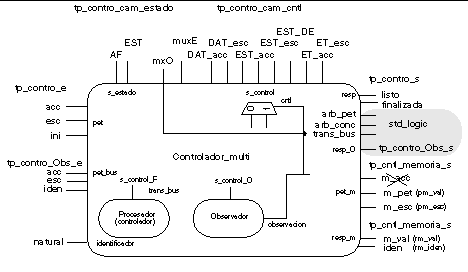 tp_contro_cam_estado tp_contro_cam_cntl
EST_DE
EST muxE DAT_esc EST_esc ET_esc
AF mxO DAT_acc EST_acc ET_acc
tp_contro_e
tp_contro_s
s_estado s_control resp listo
cntl finalizada
acc
arb_pet
esc pet arb_conc std_logic
ini trans_bus
resp_O tp_contro_Obs_s
tp_contro_Obs_e Controlador_multi tp_cntl_memoria_s
acc pet_bus m_acc
esc s_control_F s_control_O
iden trans_bus pet_m m_pet (pm_val)
Procesador
(controlador) Observador m_esc (pm_esc)
observacion tp_cntl_memoria_s
natural resp_m m_val (rm_val)
identificador iden (rm_iden)